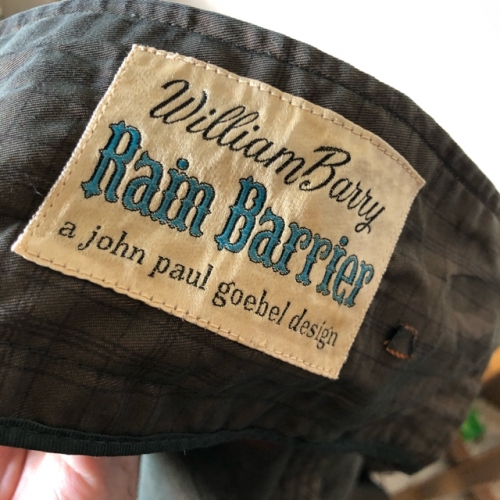 William Barry
Rain Barrier
a john paul goebel design